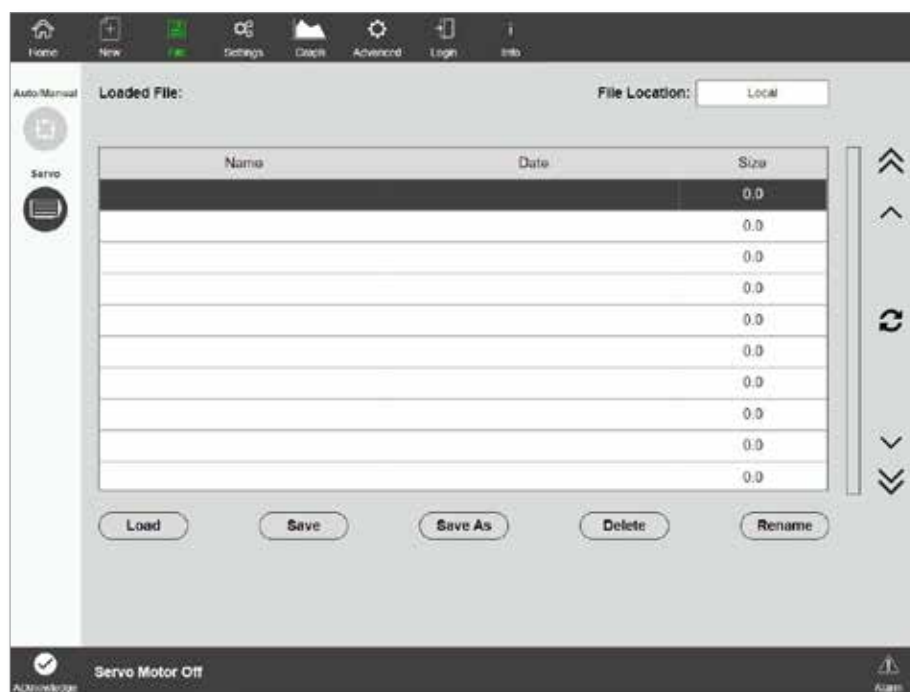 Home New File Settings Graph Advanced Login Info
Auto/Manual
Loaded File:
File Location: Local
Servo
Name Date Size
0.0
0.0
0.0
0.0
0.0
0.0
0.0
0.0
0.0
0.0
Load Save Save As Delete Rename
Acknowledge
Servo Motor Off
Alarm